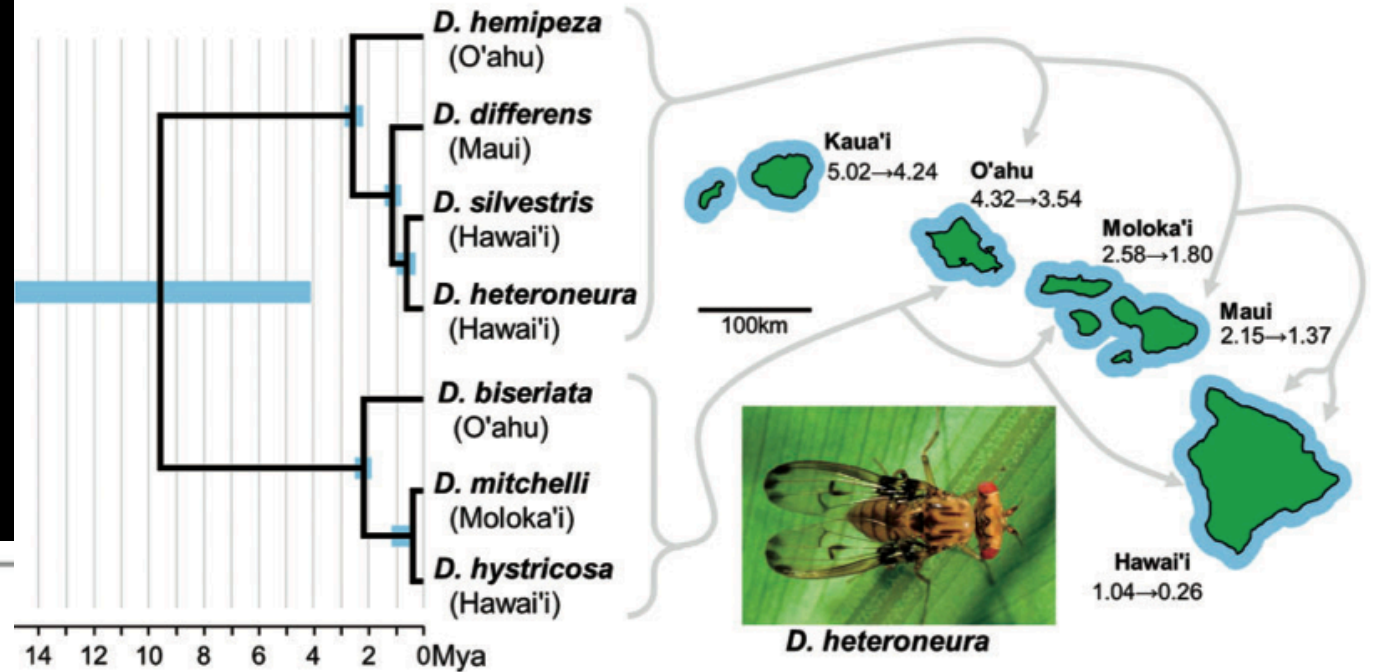 D. hemipeza
(O'ahu)
D. differens
(Maui)
D. silvestris
(Hawai'i)
D. heteroneura
(Hawai'i)
D. biseriata
(O'ahu)
D. mitchelli
(Moloka'i)
D. hystricosa
(Hawai'i)
14 12 10 8 6 4 2 0Mya
Kaua'i
5.02→4.24
O'ahu
4.32→3.54
Moloka'i
2.58→1.80
Maui
2.15→1.37
100km
Hawai'i
1.04→0.26
D. heteroneura